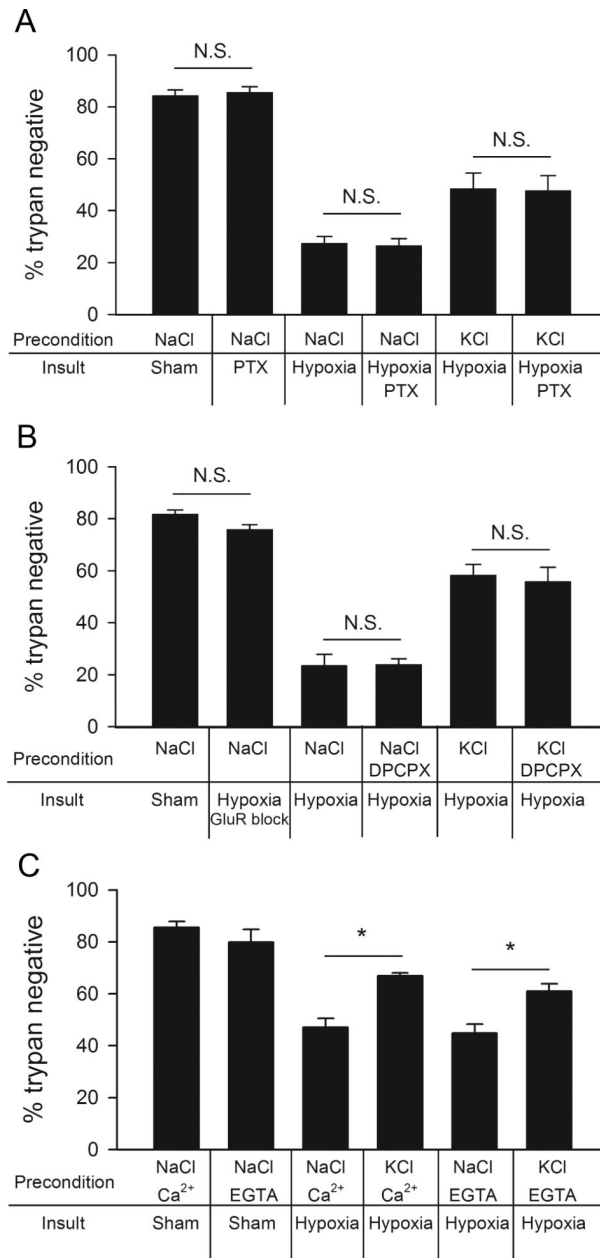 A
N.S.
N.S.
N.S.
% trypan negative
100
80
60
40
20
0
Precondition NaCl NaCl NaCl NaCl KCl KCl
Insult Sham PTX Hypoxia Hypoxia Hypoxia Hypoxia
PTX PTX
B
N.S.
N.S.
N.S.
% trypan negative
100
80
60
40
20
0
NaCl NaCl NaCl NaCl KCl KCl
Precondition DPCPX DPCPX
Insult Sham Hypoxia Hypoxia Hypoxia Hypoxia Hypoxia
GluR block
C
* *
% trypan negative
100
80
60
40
20
0
NaCl NaCl NaCl KCl NaCl KCl
Precondition Ca²⁺ EGTA Ca²⁺ Ca²⁺ EGTA EGTA
Insult Sham Sham Hypoxia Hypoxia Hypoxia Hypoxia